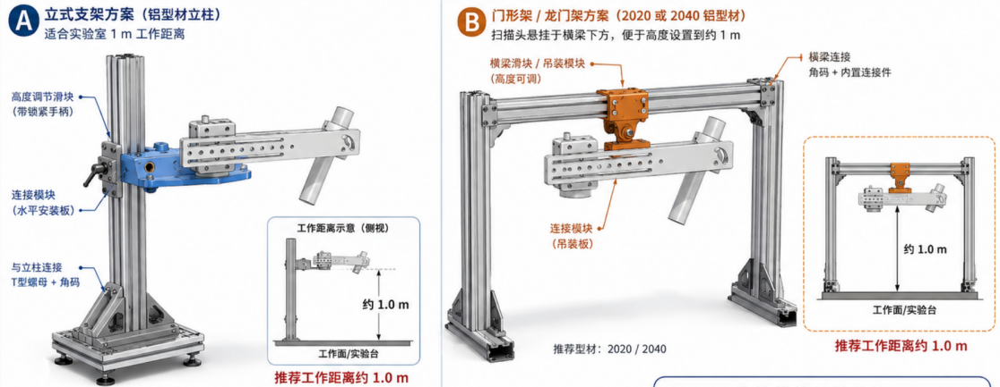 A 立式支架方案（铝型材立柱）
适合实验室 1 m 工作距离
高度调节滑块
（带锁紧手柄）
连接模块
（水平安装板）
与立柱连接
T型螺母 + 角码
工作距离示意（侧视）
约 1.0 m
工作面/实验台
推荐工作距离约 1.0 m
B 门形架 / 龙门架方案（2020 或 2040 铝型材）
扫描头悬挂于横梁下方，便于高度设置到约 1 m
横梁滑块 / 吊装模块
（高度可调）
横梁连接
角码 + 内置连接件
连接模块
（吊装板）
推荐型材：2020 / 2040
约 1.0 m
工作面/实验台
推荐工作距离约 1.0 m